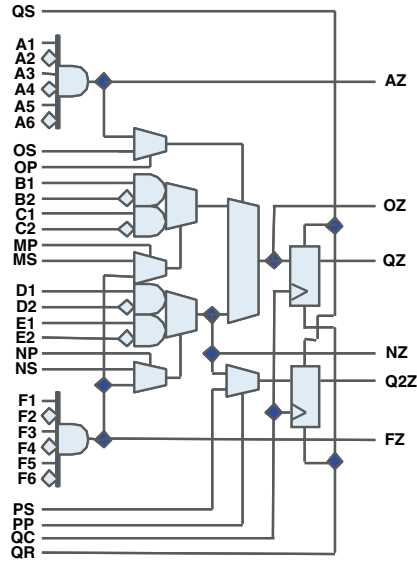 QS
A1
A2
A3
A4
A5
A6
AZ
OS
OP
B1
B2
C1
C2
MP
MS
OZ
QZ
D1
D2
E1
E2
NP
NS
NZ
Q2Z
F1
F2
F3
F4
F5
F6
FZ
PS
PP
QC
QR